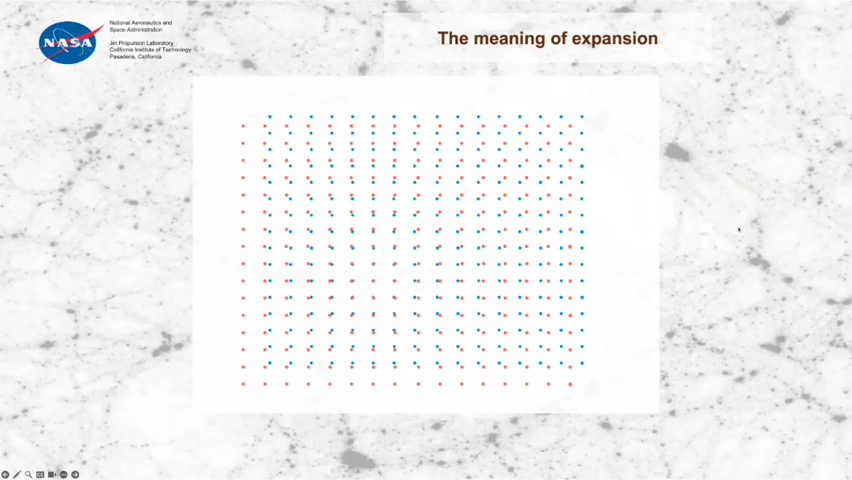 National Aeronautics and
Space Administration
NASA
Jet Propulsion Laboratory,
California Institute of Technology
Pasadena, California
The meaning of expansion